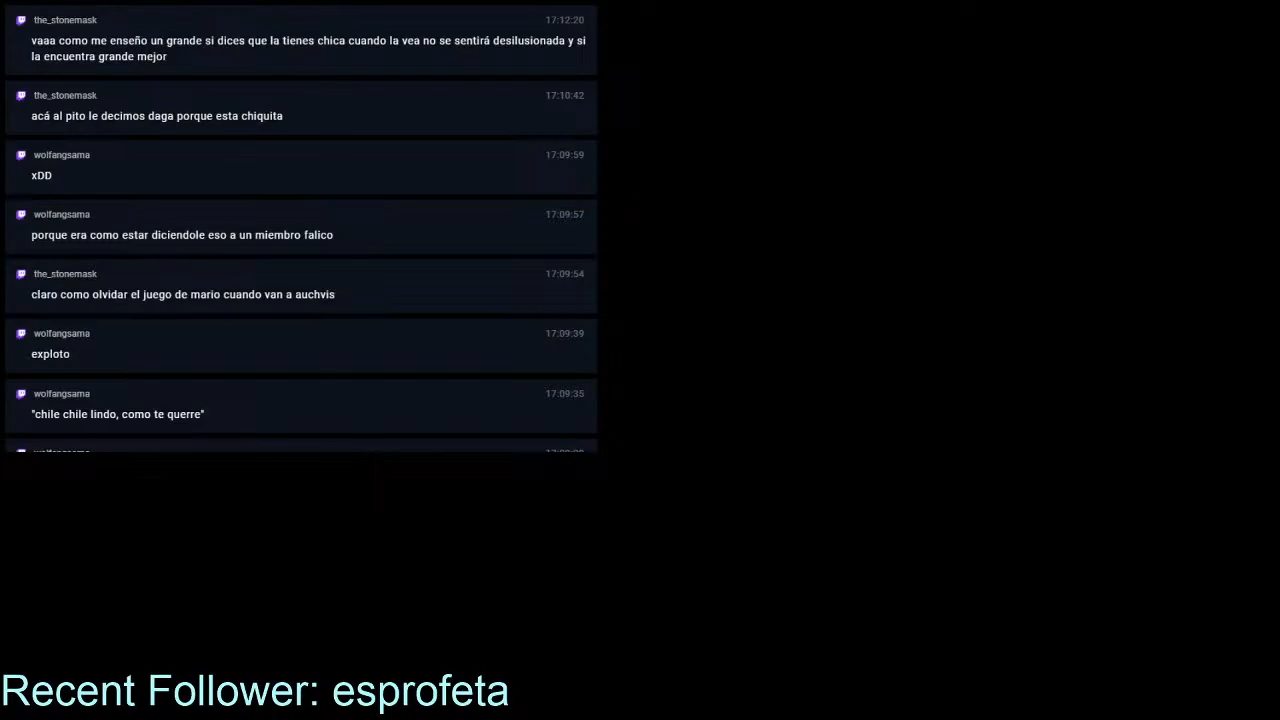 the_stonemask 17:12:20
vaaa como me enseño un grande si dices que la tienes chica cuando la vea no se sentirá desilusionada y si
la encuentra grande mejor
the_stonemask 17:10:42
acá al pito le decimos daga porque esta chiquita
wolfangsama 17:09:59
xDD
wolfangsama 17:09:57
porque era como estar diciendole eso a un miembro falico
the_stonemask 17:09:54
claro como olvidar el juego de mario cuando van a auchvis
wolfangsama 17:09:39
exploto
wolfangsama 17:09:35
"chile chile lindo, como te querre"
Recent Follower: esprofeta